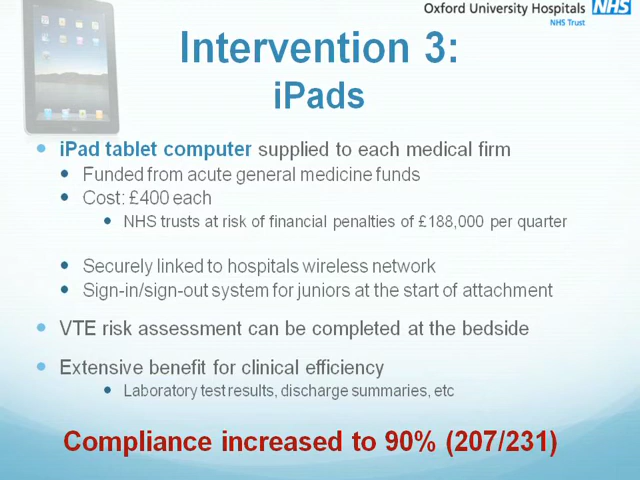 Oxford University Hospitals NHS
NHS Trust
Intervention 3:
iPads
iPad tablet computer supplied to each medical firm
Funded from acute general medicine funds
Cost: £400 each
NHS trusts at risk of financial penalties of £188,000 per quarter
Securely linked to hospitals wireless network
Sign-in/sign-out system for juniors at the start of attachment
VTE risk assessment can be completed at the bedside
Extensive benefit for clinical efficiency
Laboratory test results, discharge summaries, etc
Compliance increased to 90% (207/231)